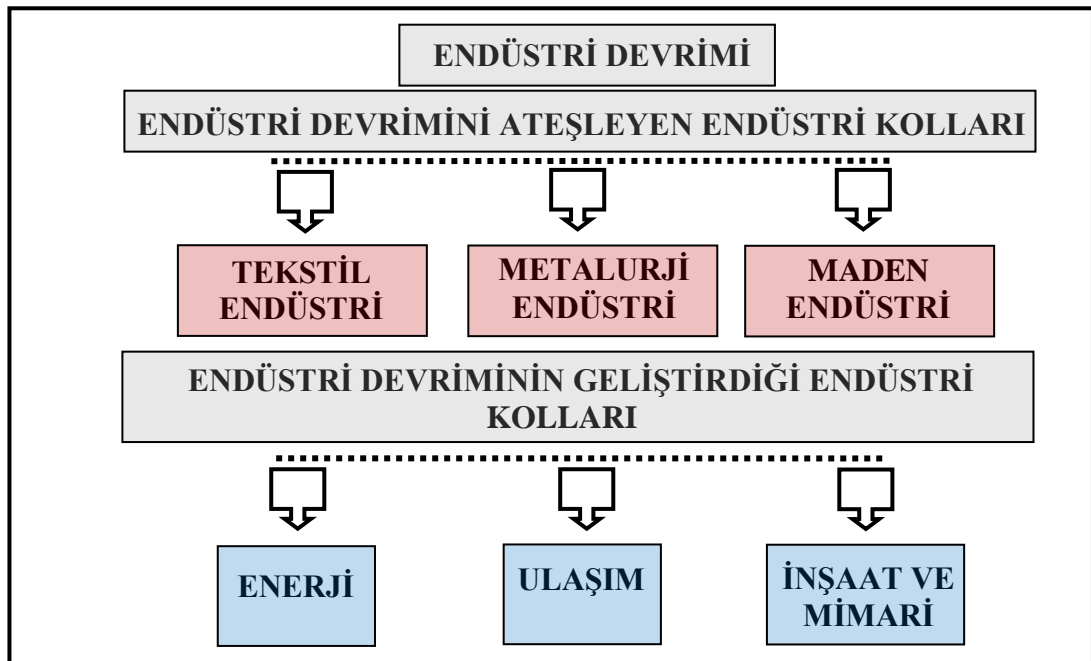 ENDÜSTRİ DEVRİMİ
ENDÜSTRİ DEVRİMİNİ ATEŞLEYEN ENDÜSTRİ KOLLARI
TEKSTİL
ENDÜSTRİ
METALURJİ
ENDÜSTRİ
MADEN
ENDÜSTRİ
ENDÜSTRİ DEVRİMİNİN GELİŞTİRDİĞİ ENDÜSTRİ
KOLLARI
ENERJİ
ULAŞIM
İNŞAAT VE
MİMARİ